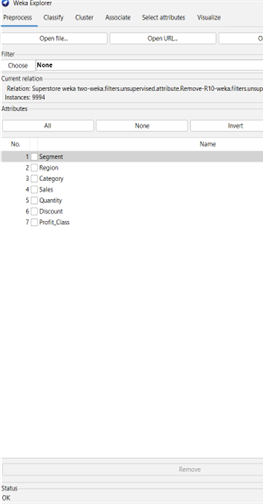 Weka Explorer
Preprocess Classify Cluster Associate Select attributes Visualize
Open file... Open URL... O
Filter
Choose None
Current relation
Relation: Superstore weka two-weka.filters.unsupervised.attribute.Remove-R10-weka.filters.unsup
Instances: 9994
Attributes
All None Invert
No. Name
1 Segment
2 Region
3 Category
4 Sales
5 Quantity
6 Discount
7 Profit_Class
Remove
Status
OK